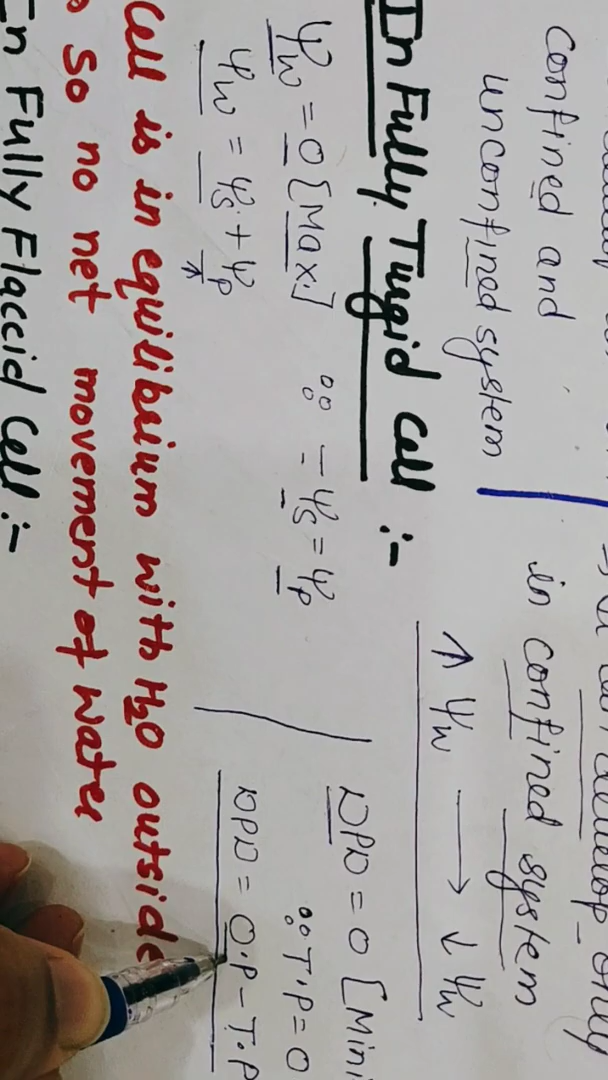 confined and
unconfined system
in confined system
In Fully Turgid cell :-
↑ Ψw → ↓ Ψw
Ψw = 0 [Max.] ∴ -Ψs = Ψp
Ψw = Ψs + Ψp
DPD = 0 [Mini
∴ T.P = 0
DPD = O.P - T.P
Cell is in equilibrium with H2O outside
so no net movement of water
In Fully Flaccid Cell :-